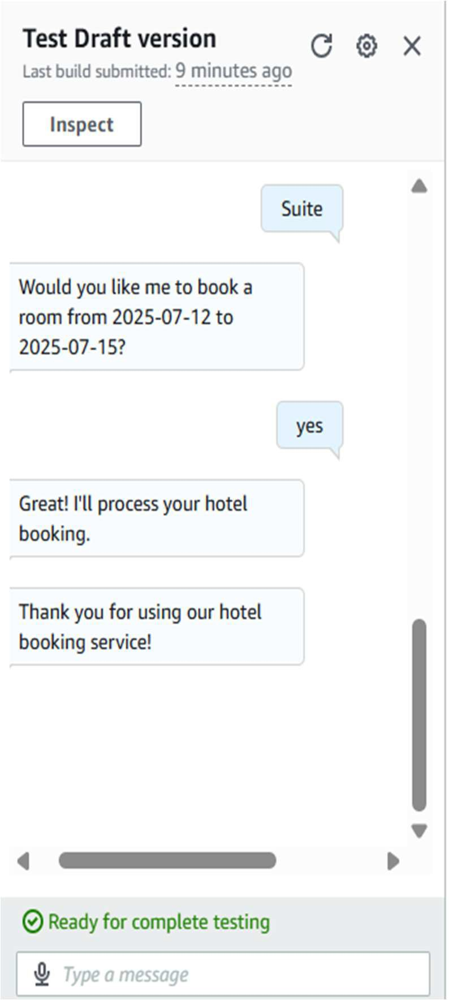 Test Draft version
Last build submitted: 9 minutes ago
Inspect
Suite
Would you like me to book a
room from 2025-07-12 to
2025-07-15?
yes
Great! I'll process your hotel
booking.
Thank you for using our hotel
booking service!
Ready for complete testing
Type a message